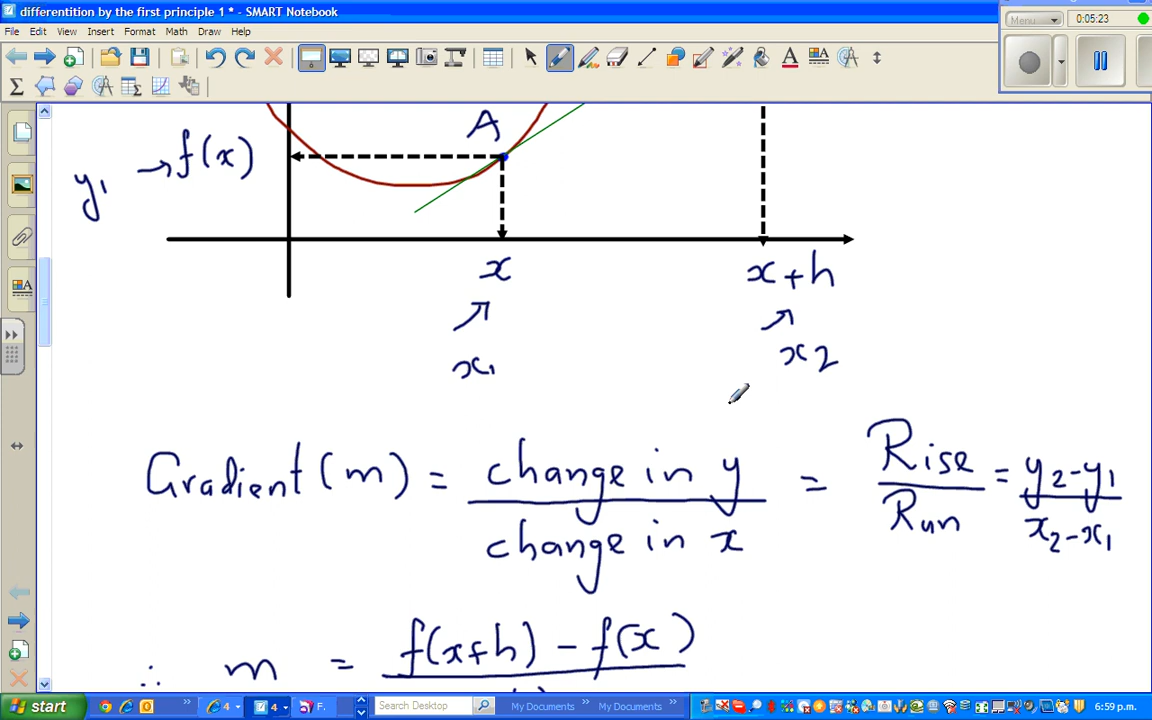 differentition by the first principle 1 * - SMART Notebook
Menu
0:05:23
File Edit View Insert Format Math Draw Help
A
→f(x)
y₁
x
x+h
x₁
x2
Gradient (m) = change in y / change in x = Rise / Run = y₂-y₁ / x₂-x₁
∴ m = f(x+h) - f(x)
start
4
4
F.
Search Desktop
My Documents
My Documents
6:59 p.m.